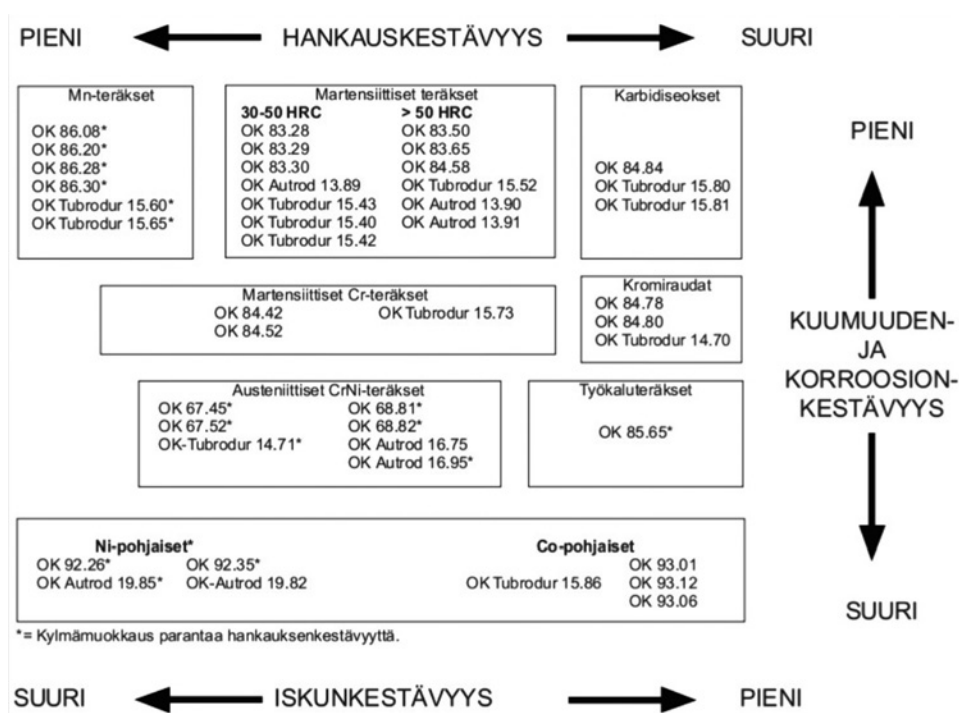 PIENI HANKAUSKESTÄVYYS SUURI
Mn-teräkset
OK 86.08*
OK 86.20*
OK 86.28*
OK 86.30*
OK Tubrodur 15.60*
OK Tubrodur 15.65*
Martensiittiset teräkset
30-50 HRC > 50 HRC
OK 83.28 OK 83.50
OK 83.29 OK 83.65
OK 83.30 OK 84.58
OK Autrod 13.89 OK Tubrodur 15.52
OK Tubrodur 15.43 OK Autrod 13.90
OK Tubrodur 15.40 OK Autrod 13.91
OK Tubrodur 15.42
Karbidiseokset
OK 84.84
OK Tubrodur 15.80
OK Tubrodur 15.81
PIENI
Martensiittiset Cr-teräkset
OK 84.42 OK Tubrodur 15.73
OK 84.52
Kromiraudat
OK 84.78
OK 84.80
OK Tubrodur 14.70
KUUMUUDEN-
JA
KORROOSION-
KESTÄVYYS
Austeniittiset CrNi-teräkset
OK 67.45* OK 68.81*
OK 67.52* OK 68.82*
OK-Tubrodur 14.71* OK Autrod 16.75
OK Autrod 16.95*
Työkaluteräkset
OK 85.65*
Ni-pohjaiset*
OK 92.26* OK 92.35*
OK Autrod 19.85* OK-Autrod 19.82
Co-pohjaiset
OK 93.01
OK Tubrodur 15.86 OK 93.12
OK 93.06
SUURI
*= Kylmämuokkaus parantaa hankauksenkestävyyttä.
SUURI ISKUNKESTÄVYYS PIENI